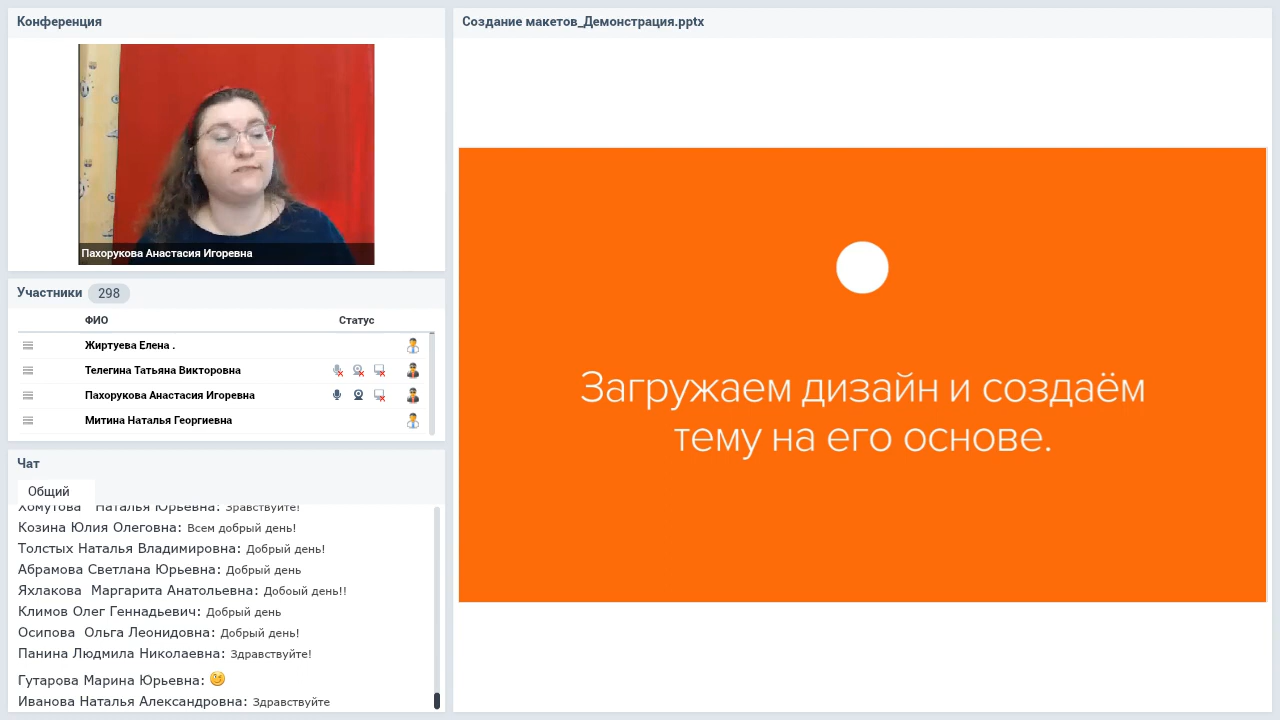 Конференция
Пахорукова Анастасия Игоревна
Участники 298
ФИО Статус
Жиртуева Елена .
Телегина Татьяна Викторовна
Пахорукова Анастасия Игоревна
Митина Наталья Георгиевна
Чат
Общий
Хомутова Наталья Юрьевна: Зравствуйте!
Козина Юлия Олеговна: Всем добрый день!
Толстых Наталья Владимировна: Добрый день!
Абрамова Светлана Юрьевна: Добрый день
Яхлакова Маргарита Анатольевна: Добоый день!!
Климов Олег Геннадьевич: Добрый день
Осипова Ольга Леонидовна: Добрый день!
Панина Людмила Николаевна: Здравствуйте!
Гутарова Марина Юрьевна:
Иванова Наталья Александровна: Здравствуйте
Создание макетов_Демонстрация.pptx
Загружаем дизайн и создаём
тему на его основе.